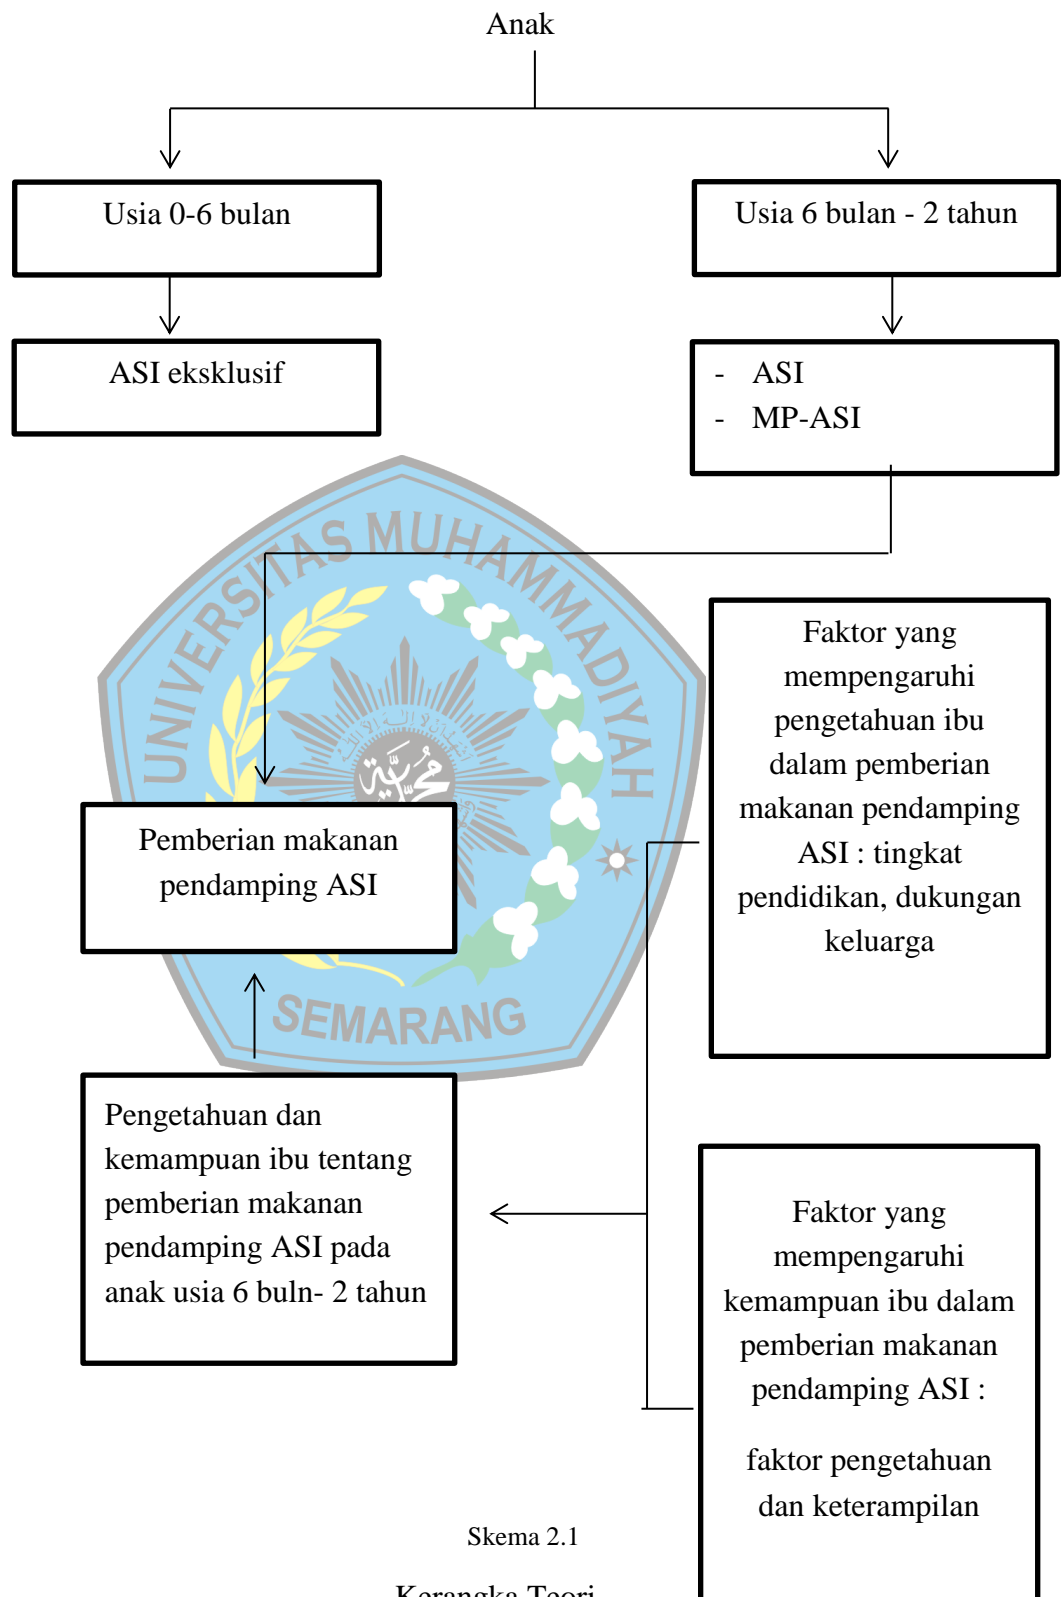 Anak
Usia 0-6 bulan
Usia 6 bulan - 2 tahun
ASI eksklusif
- ASI
- MP-ASI
UNIVERSITAS MUHAMMADIYAH
SEMARANG
Faktor yang
mempengaruhi
pengetahuan ibu
dalam pemberian
makanan pendamping
ASI : tingkat
pendidikan, dukungan
keluarga
Pemberian makanan
pendamping ASI
Pengetahuan dan
kemampuan ibu tentang
pemberian makanan
pendamping ASI pada
anak usia 6 buln- 2 tahun
Faktor yang
mempengaruhi
kemampuan ibu dalam
pemberian makanan
pendamping ASI :
faktor pengetahuan
dan keterampilan
Skema 2.1
Kerangka Teori